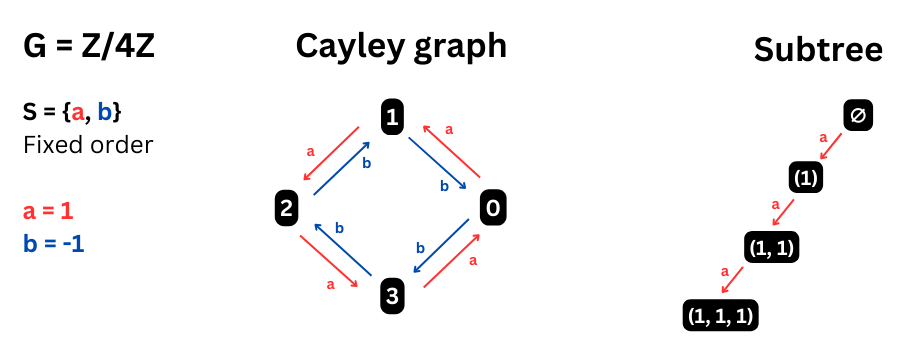 G = Z/4Z
Cayley graph
Subtree
S = {a, b}
Fixed order
a = 1
b = -1
1
a
a
b
b
2
0
b
b
a
a
3
∅
a
(1)
a
(1, 1)
a
(1, 1, 1)